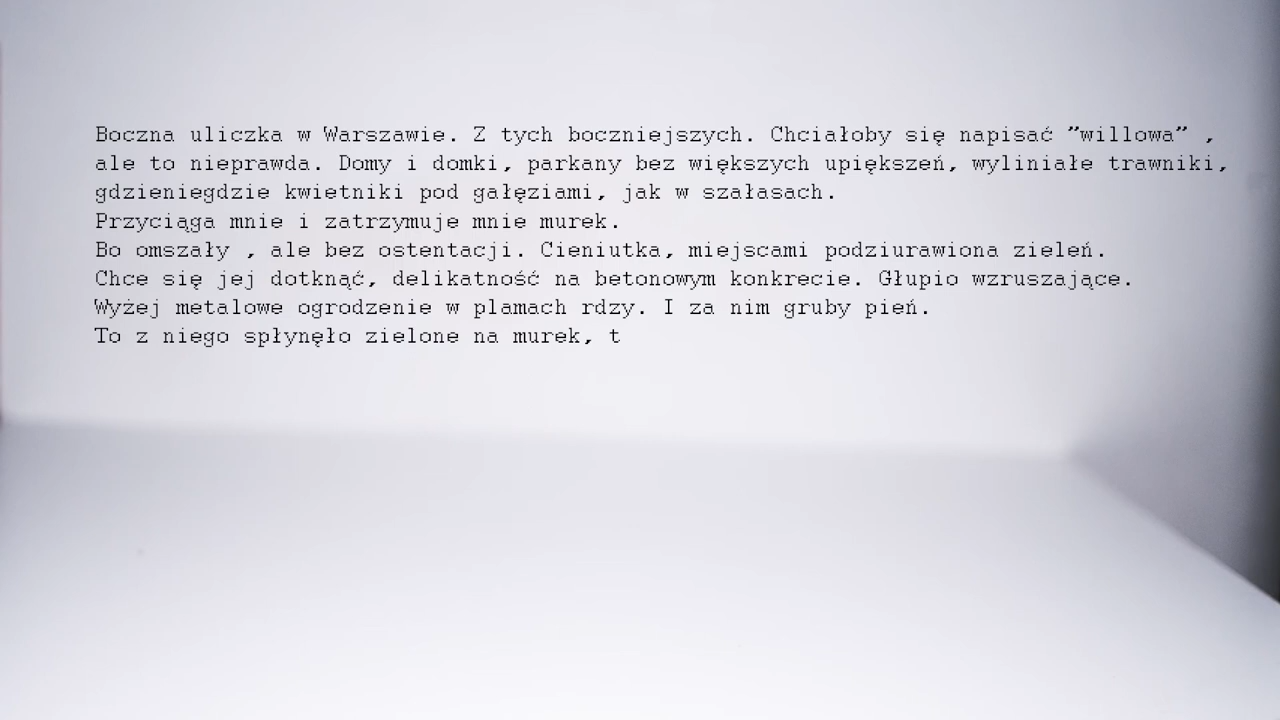 Boczna uliczka w Warszawie. Z tych boczniejszych. Chciałoby się napisać ”willowa” ,
ale to nieprawda. Domy i domki, parkany bez większych upiększeń, wyliniałe trawniki,
gdzieniegdzie kwietniki pod gałęziami, jak w szałasach.
Przyciąga mnie i zatrzymuje mnie murek.
Bo omszały , ale bez ostentacji. Cieniutka, miejscami podziurawiona zieleń.
Chce się jej dotknąć, delikatność na betonowym konkrecie. Głupio wzruszające.
Wyżej metalowe ogrodzenie w plamach rdzy. I za nim gruby pień.
To z niego spłynęło zielone na murek, t